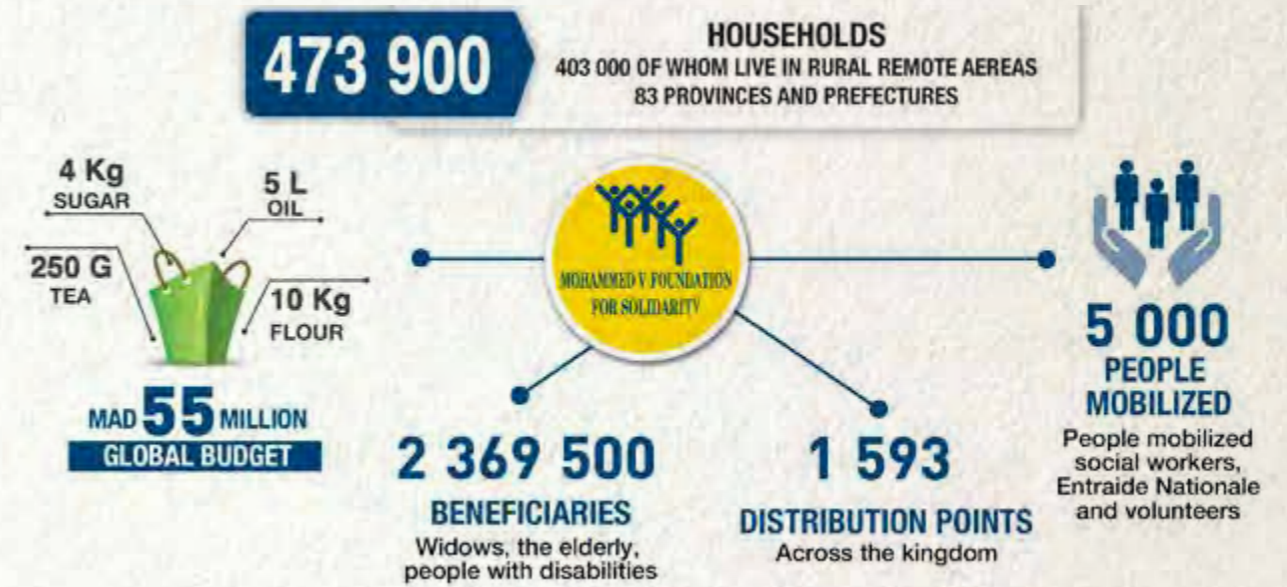 473 900
HOUSEHOLDS
403 000 OF WHOM LIVE IN RURAL REMOTE AEREAS
83 PROVINCES AND PREFECTURES
4 Kg
SUGAR
5 L
OIL
250 G
TEA
10 Kg
FLOUR
MAD 55 MILLION
GLOBAL BUDGET
MOHAMMED V FOUNDATION
FOR SOLIDARITY
2 369 500
BENEFICIARIES
Widows, the elderly,
people with disabilities
1 593
DISTRIBUTION POINTS
Across the kingdom
5 000
PEOPLE
MOBILIZED
People mobilized
social workers,
Entraide Nationale
and volunteers